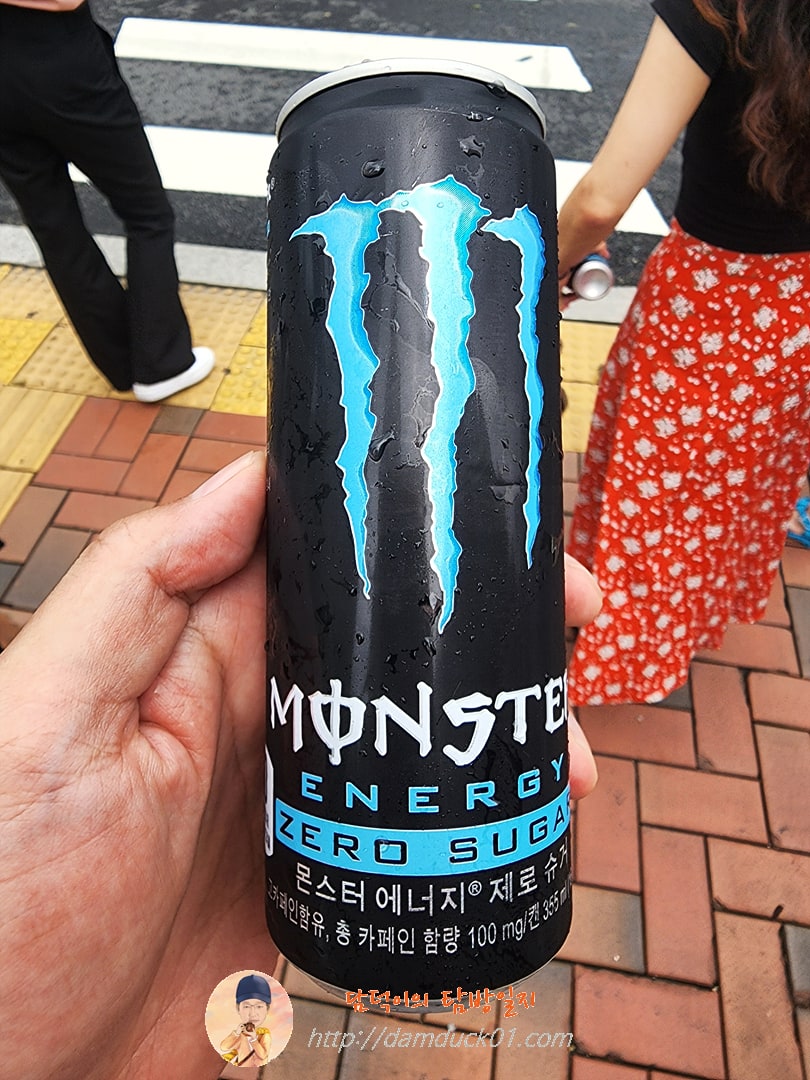 MONSTE
ENERGY
ZERO SUGA
몬스터 에너지® 제로 슈거
고카페인함유, 총 카페인 함량 100 mg/캔 355 ml
담덕이의 탐방일지
http://damduck01.com